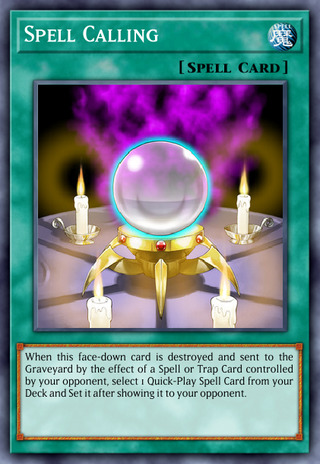 Spell Calling
魔
[Spell Card]
When this face-down card is destroyed and sent to the
Graveyard by the effect of a Spell or Trap Card controlled
by your opponent, select 1 Quick-Play Spell Card from your
Deck and Set it after showing it to your opponent.